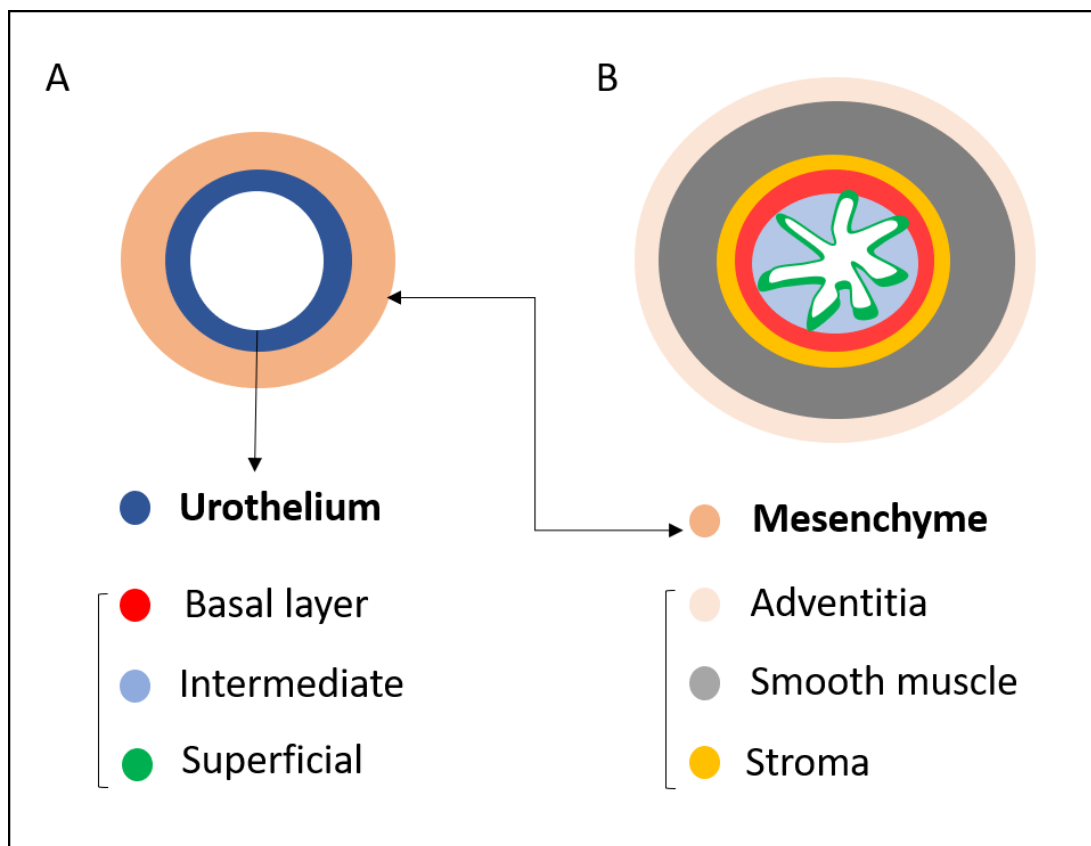 A
B
Urothelium
Basal layer
Intermediate
Superficial
Mesenchyme
Adventitia
Smooth muscle
Stroma